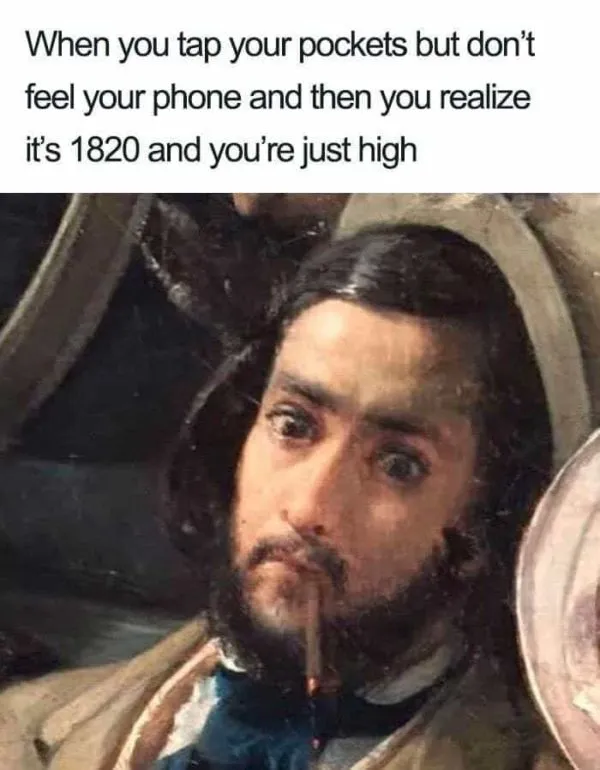 When you tap your pockets but don't
feel your phone and then you realize
it's 1820 and you're just high